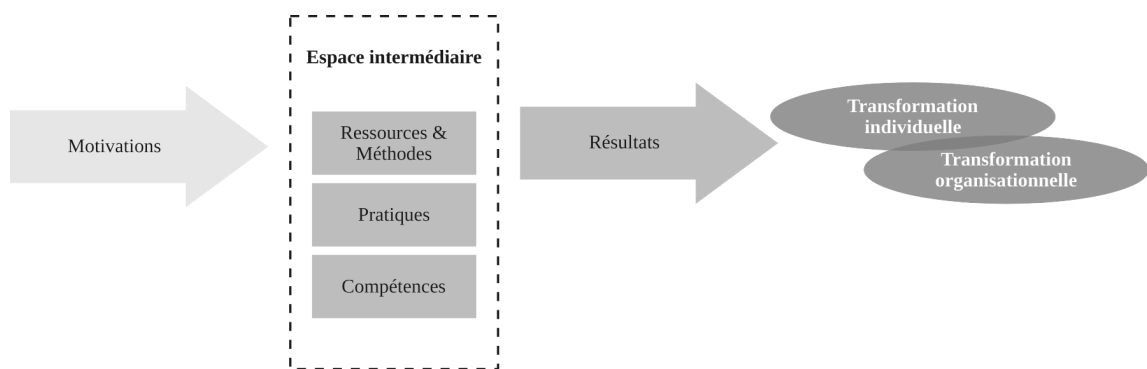 Espace intermédiaire
Motivations
Ressources &
Méthodes
Pratiques
Compétences
Résultats
Transformation
individuelle
Transformation
organisationnelle